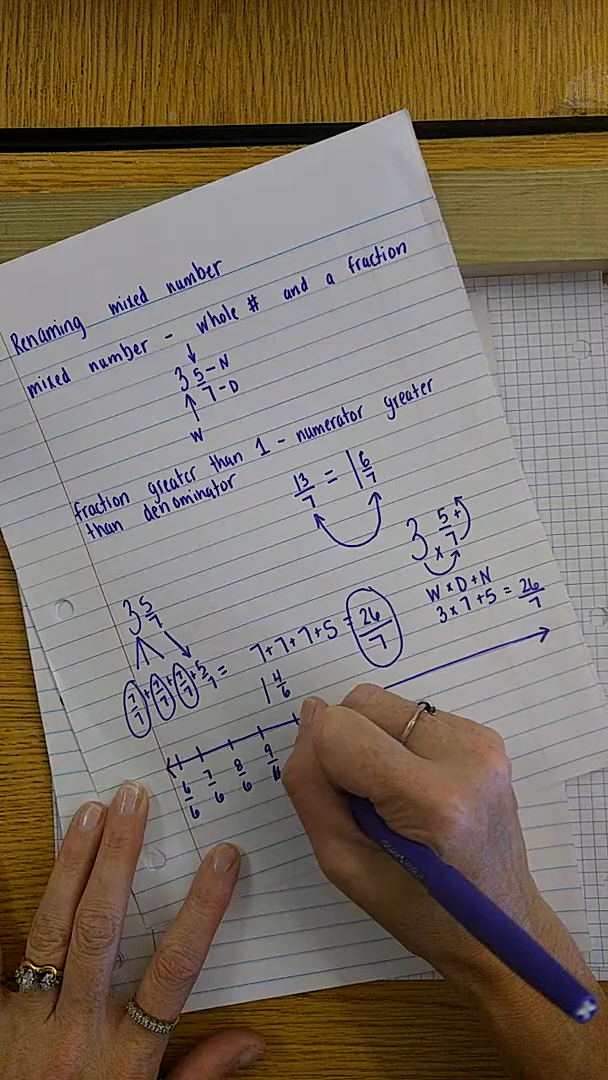 Renaming mixed number
mixed number - whole # and a fraction
3 5/7 - N - D
W
fraction greater than 1 - numerator greater
than denominator
13/7 = 1 6/7
3 5/7 + x
W x D + N
3 x 7 + 5 = 26/7
3 5/7
7/7 + 7/7 + 7/7 + 5/7 =
7+7+7+5 = 26/7
1 4/6
6/6 7/6 8/6 9/6